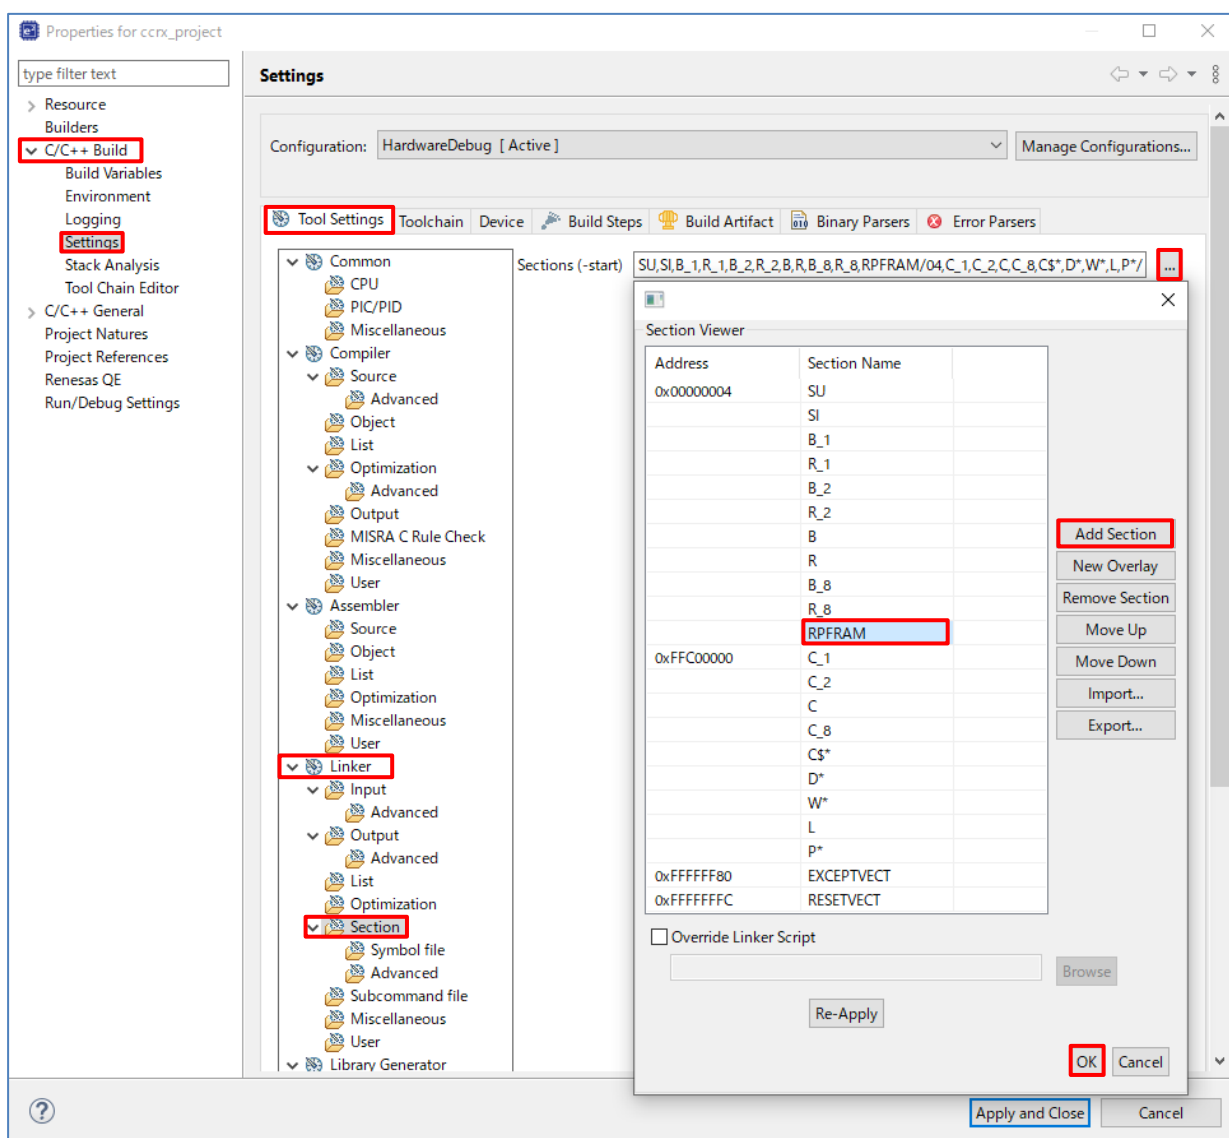 Properties for ccrx_project
type filter text
Resource
Builders
C/C++ Build
Build Variables
Environment
Logging
Settings
Stack Analysis
Tool Chain Editor
C/C++ General
Project Natures
Project References
Renesas QE
Run/Debug Settings
Settings
Configuration: HardwareDebug [ Active ] Manage Configurations...
Tool Settings Toolchain Device Build Steps Build Artifact Binary Parsers Error Parsers
Common
CPU
PIC/PID
Miscellaneous
Compiler
Source
Advanced
Object
List
Optimization
Advanced
Output
MISRA C Rule Check
Miscellaneous
User
Assembler
Source
Object
List
Optimization
Miscellaneous
User
Linker
Input
Advanced
Output
Advanced
List
Optimization
Section
Symbol file
Advanced
Subcommand file
Miscellaneous
User
Library Generator
Sections (-start) SU,SI,B_1,R_1,B_2,R_2,B,R,B_8,R_8,RPFRAM/04,C_1,C_2,C,C_8,C$*,D*,W*,L,P*/ ...
Section Viewer
Address Section Name
0x00000004 SU
SI
B_1
R_1
B_2
R_2
B
R
B_8
R_8
RPFRAM
0xFFC00000 C_1
C_2
C
C_8
C$*
D*
W*
L
P*
0xFFFFFF80 EXCEPTVECT
0xFFFFFFFC RESETVECT
Add Section
New Overlay
Remove Section
Move Up
Move Down
Import...
Export...
Override Linker Script
Browse
Re-Apply
OK Cancel
Apply and Close Cancel